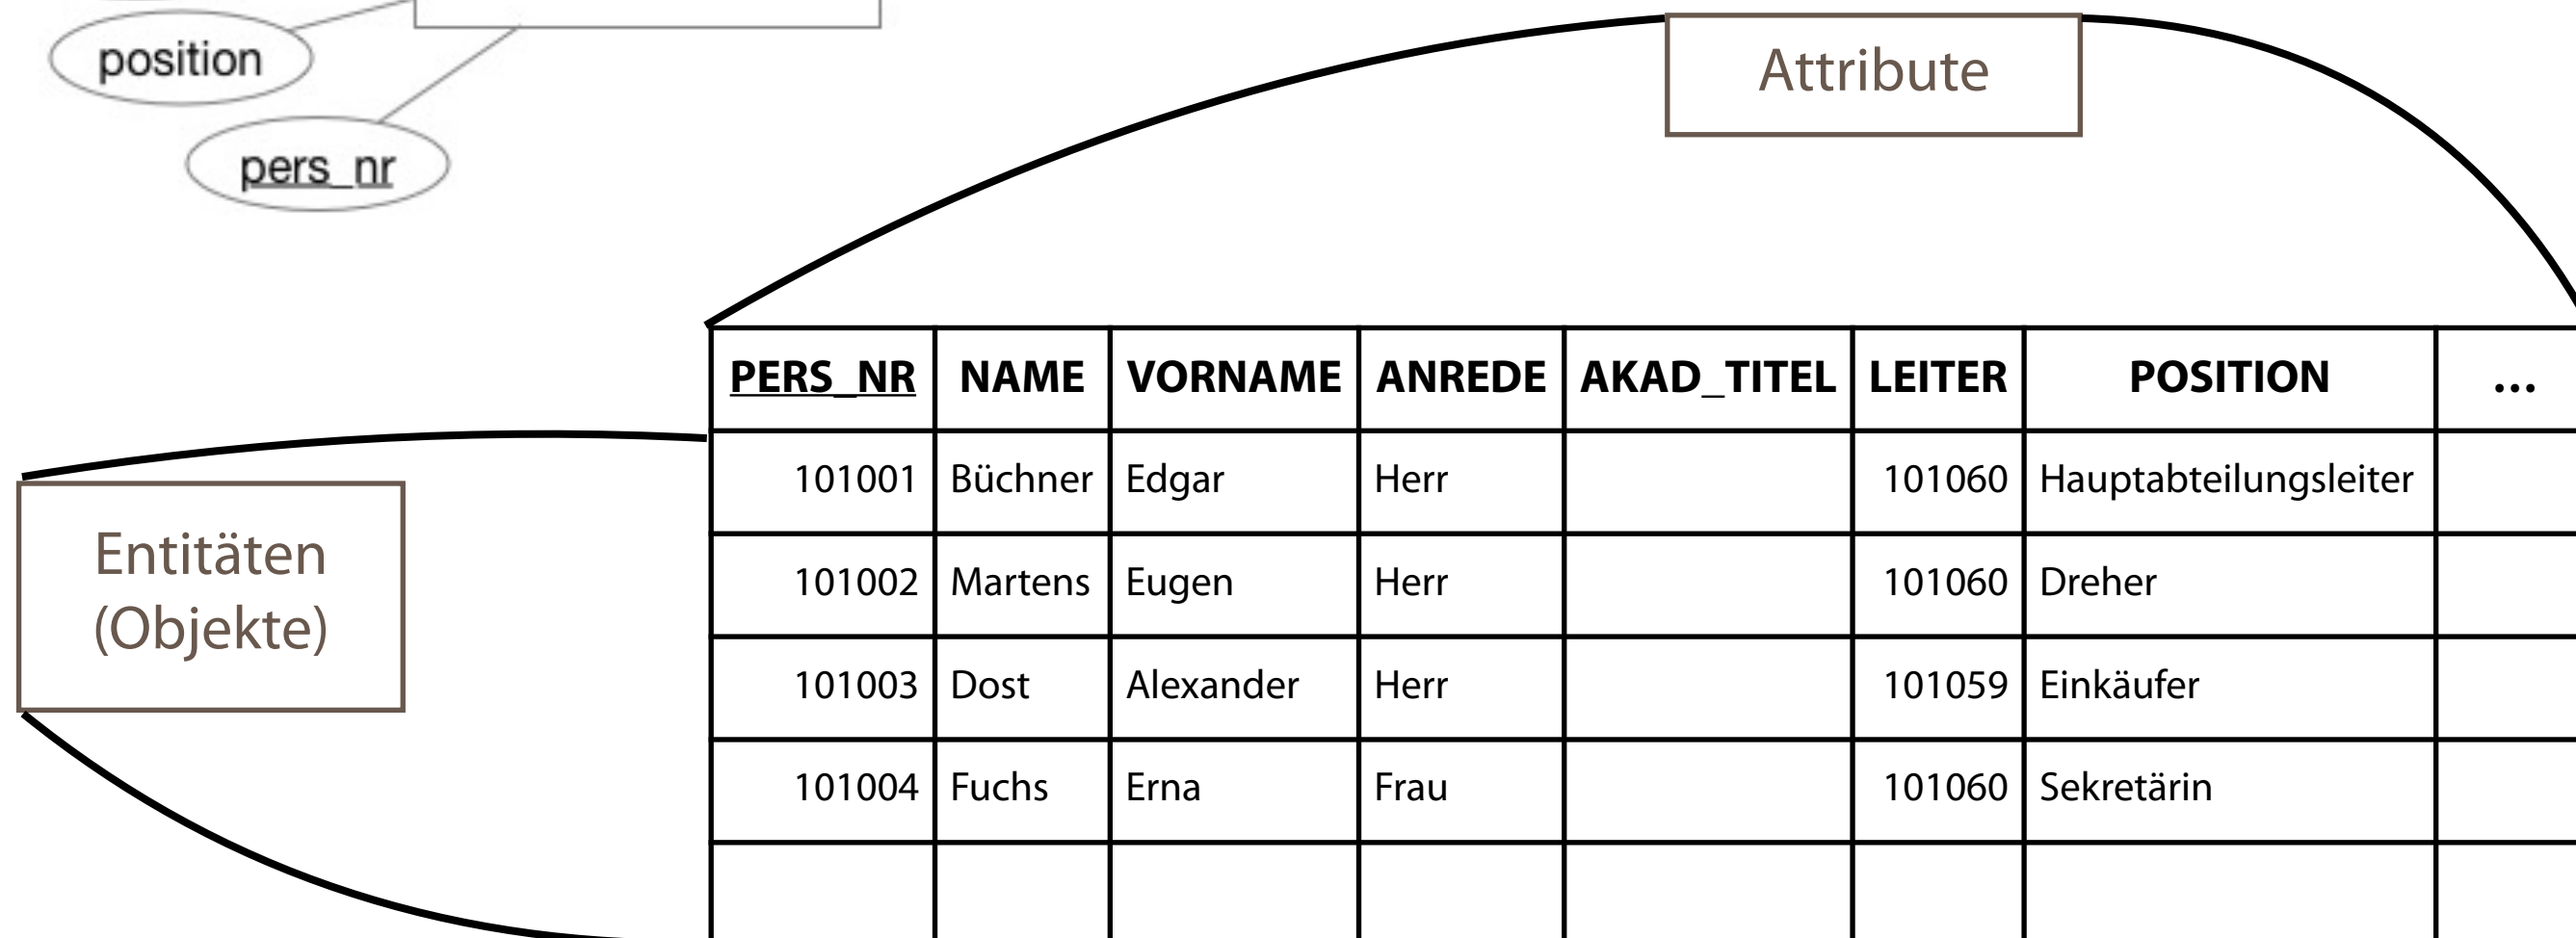 position
pers_nr
Attribute
PERS_NR NAME VORNAME ANREDE AKAD_TITEL LEITER POSITION ...
101001 Büchner Edgar Herr 101060 Hauptabteilungsleiter
Entitäten
(Objekte)
101002 Martens Eugen Herr 101060 Dreher
101003 Dost Alexander Herr 101059 Einkäufer
101004 Fuchs Erna Frau 101060 Sekretärin